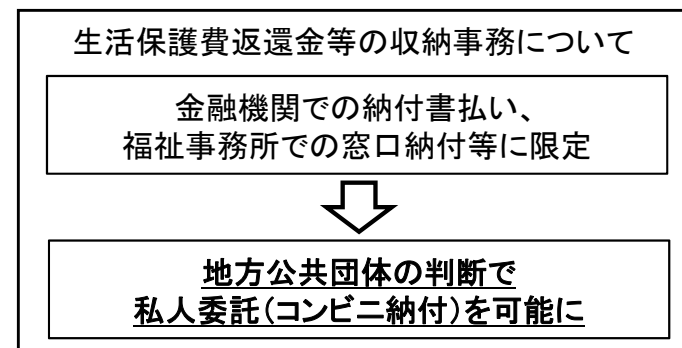 生活保護費返還金等の収納事務について
金融機関での納付書払い、
福祉事務所での窓口納付等に限定
地方公共団体の判断で
私人委託(コンビニ納付)を可能に